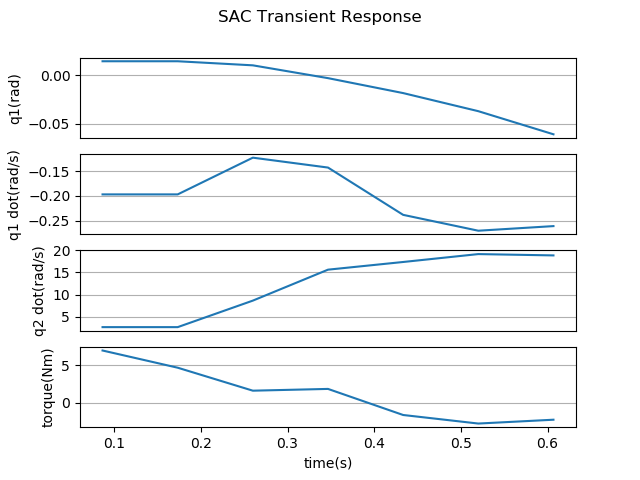 SAC Transient Response
0.00
−0.05
q1(rad)
−0.15
−0.20
−0.25
q1 dot(rad/s)
20
15
10
5
q2 dot(rad/s)
5
0
torque(Nm)
0.1 0.2 0.3 0.4 0.5 0.6
time(s)